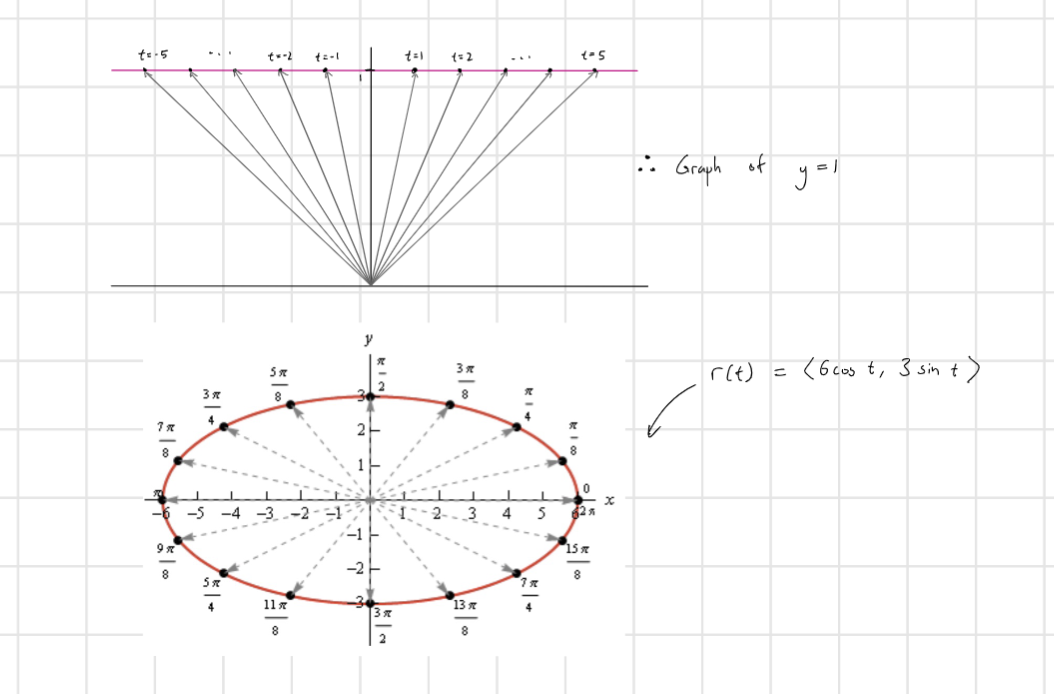 t=-5 ... t=-2 t=-1 t=1 t=2 ... t=5
1
∴ Graph of y=1
y
r(t) = ⟨6cos t, 3 sin t⟩
5π/8 π/2 3π/8
3π/4 3 π/4
7π/8 2 π/8
1
π 0
-6 -5 -4 -3 -2 -1 1 2 3 4 5 6 2π x
-1
9π/8 15π/8
-2
5π/4 7π/4
-3
11π/8 3π/2 13π/8